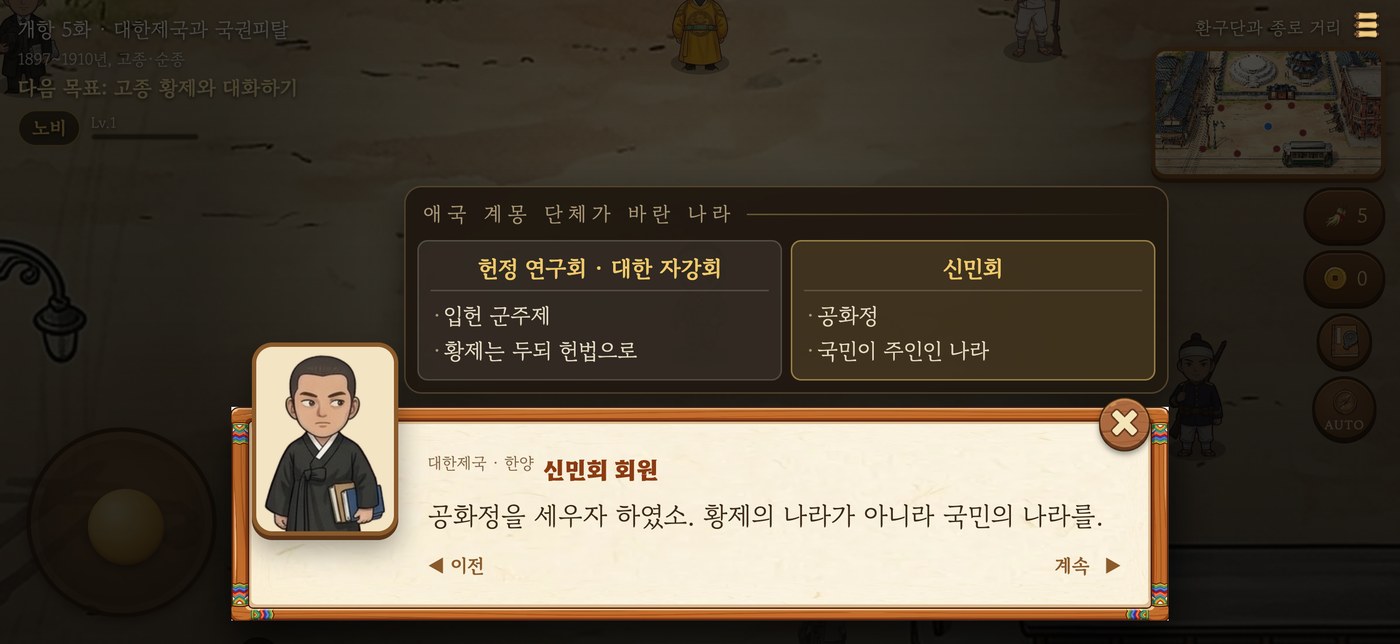 개항 5화 · 대한제국과 국권피탈
1897~1910년, 고종·순종
다음 목표: 고종 황제와 대화하기
노비 Lv.1
환구단과 종로 거리
5
0
AUTO
애국 계몽 단체가 바란 나라
헌정 연구회 · 대한 자강회
· 입헌 군주제
· 황제는 두되 헌법으로
신민회
· 공화정
· 국민이 주인인 나라
대한제국 · 한양 신민회 회원
공화정을 세우자 하였소. 황제의 나라가 아니라 국민의 나라를.
◀ 이전
계속 ▶